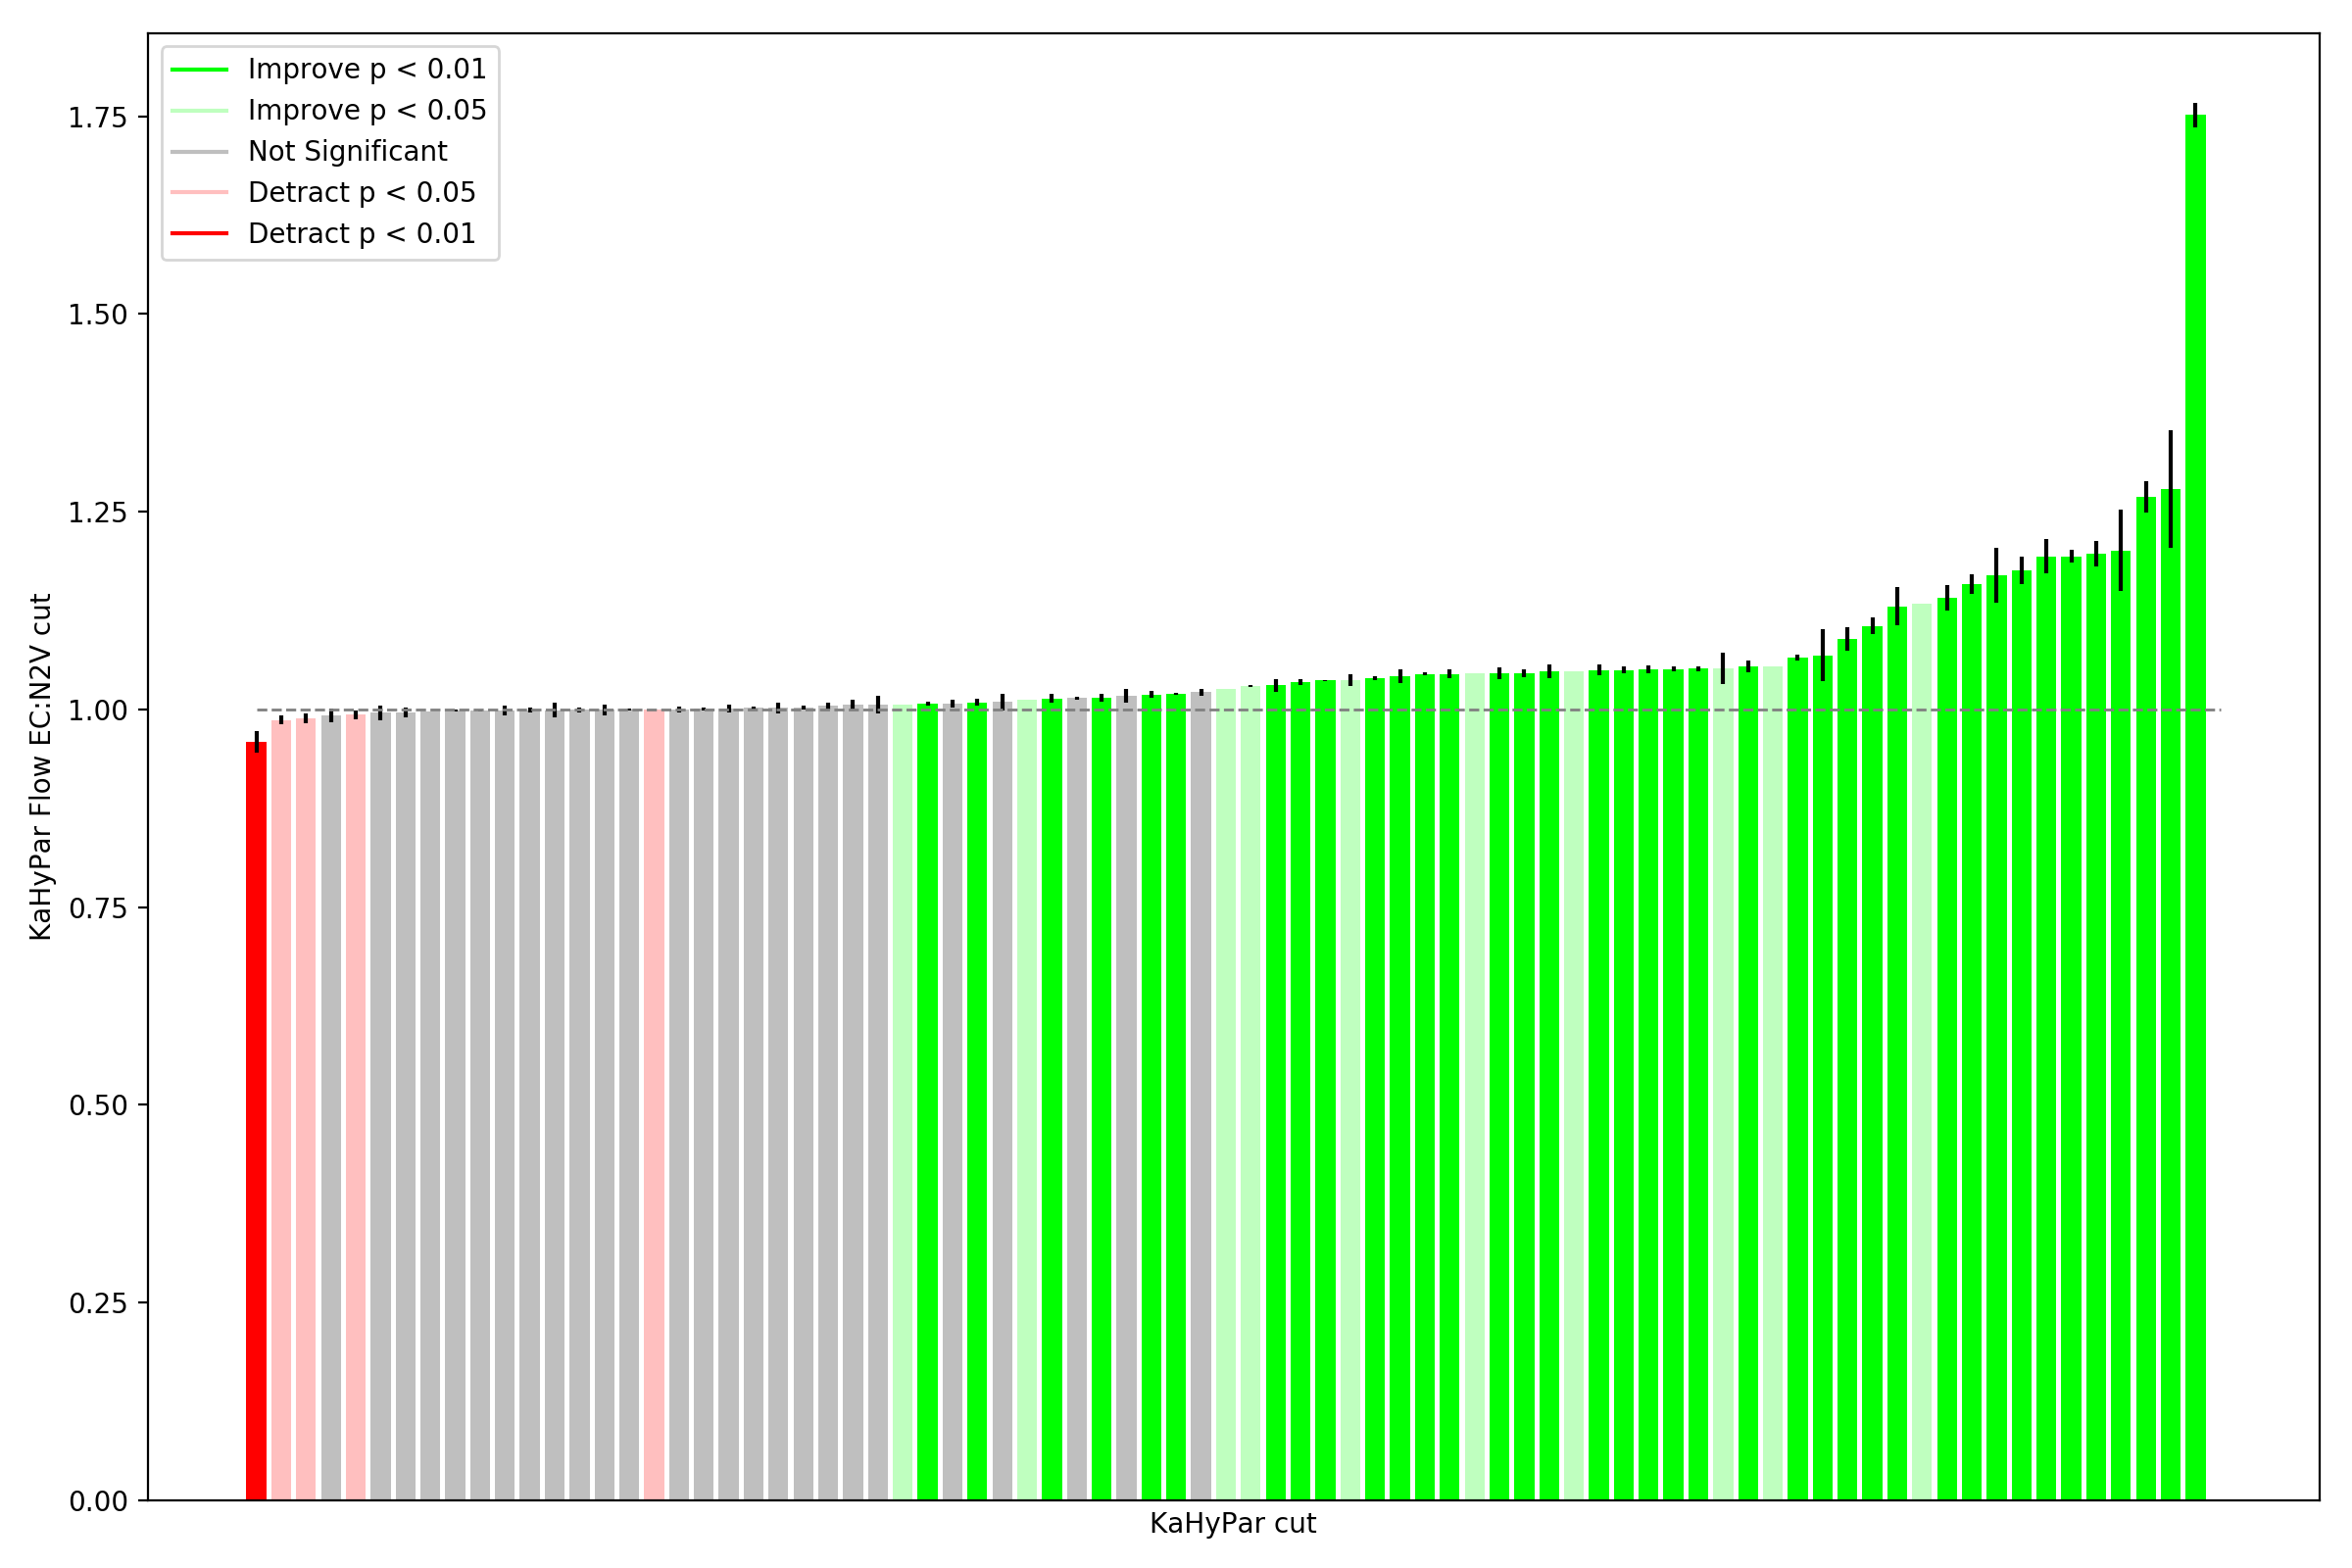 Improve p < 0.01
Improve p < 0.05
Not Significant
Detract p < 0.05
Detract p < 0.01
1.75
1.50
1.25
1.00
0.75
0.50
0.25
0.00
KaHyPar Flow EC:N2V cut
KaHyPar cut